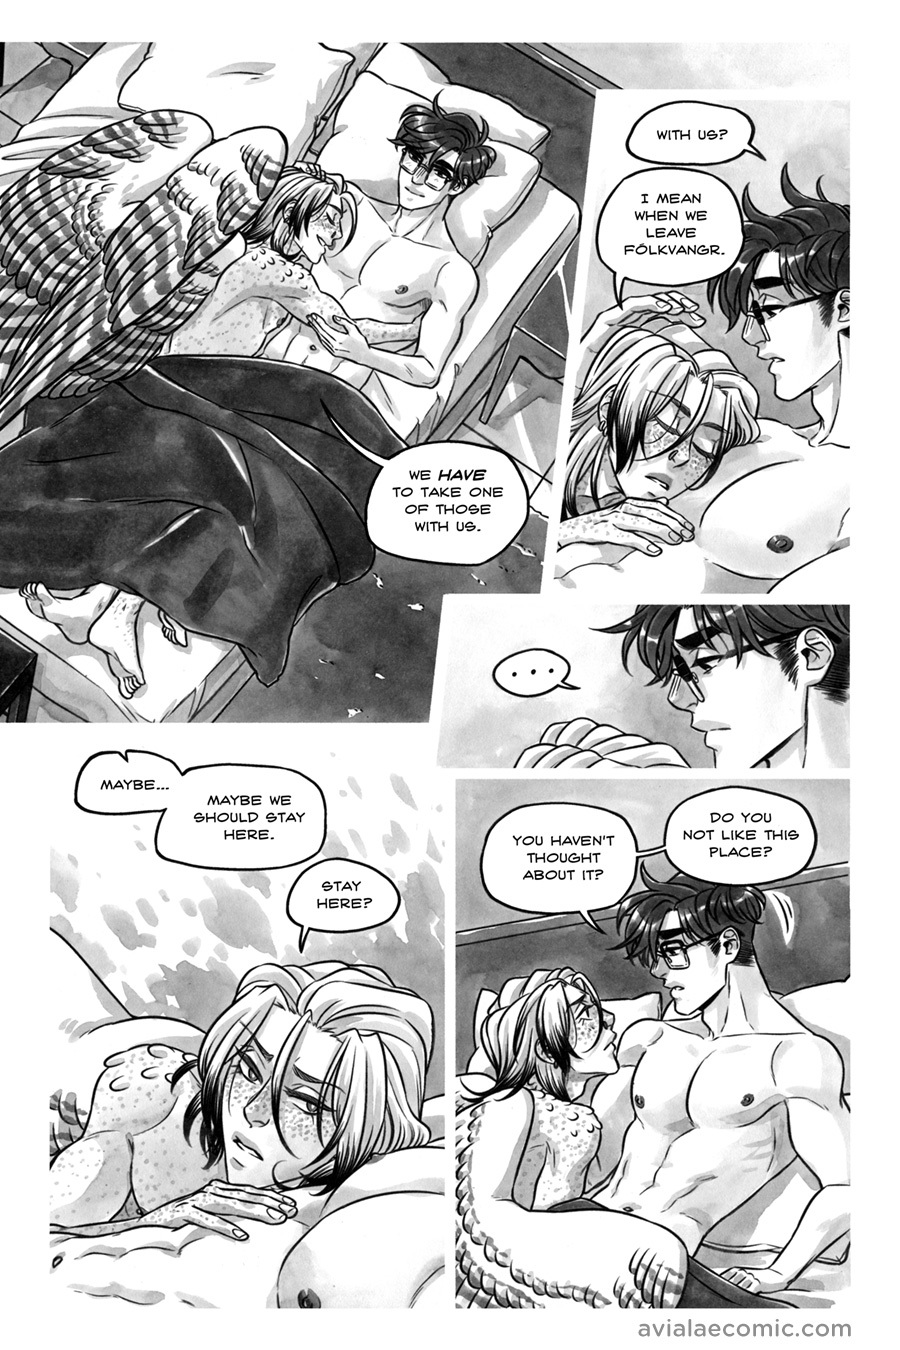 WE HAVE
TO TAKE ONE
OF THOSE
WITH US.
WITH US?
I MEAN
WHEN WE
LEAVE
FÓLKVANGR.
...
MAYBE...
MAYBE WE
SHOULD STAY
HERE.
STAY
HERE?
YOU HAVEN'T
THOUGHT
ABOUT IT?
DO YOU
NOT LIKE THIS
PLACE?
avialaecomic.com